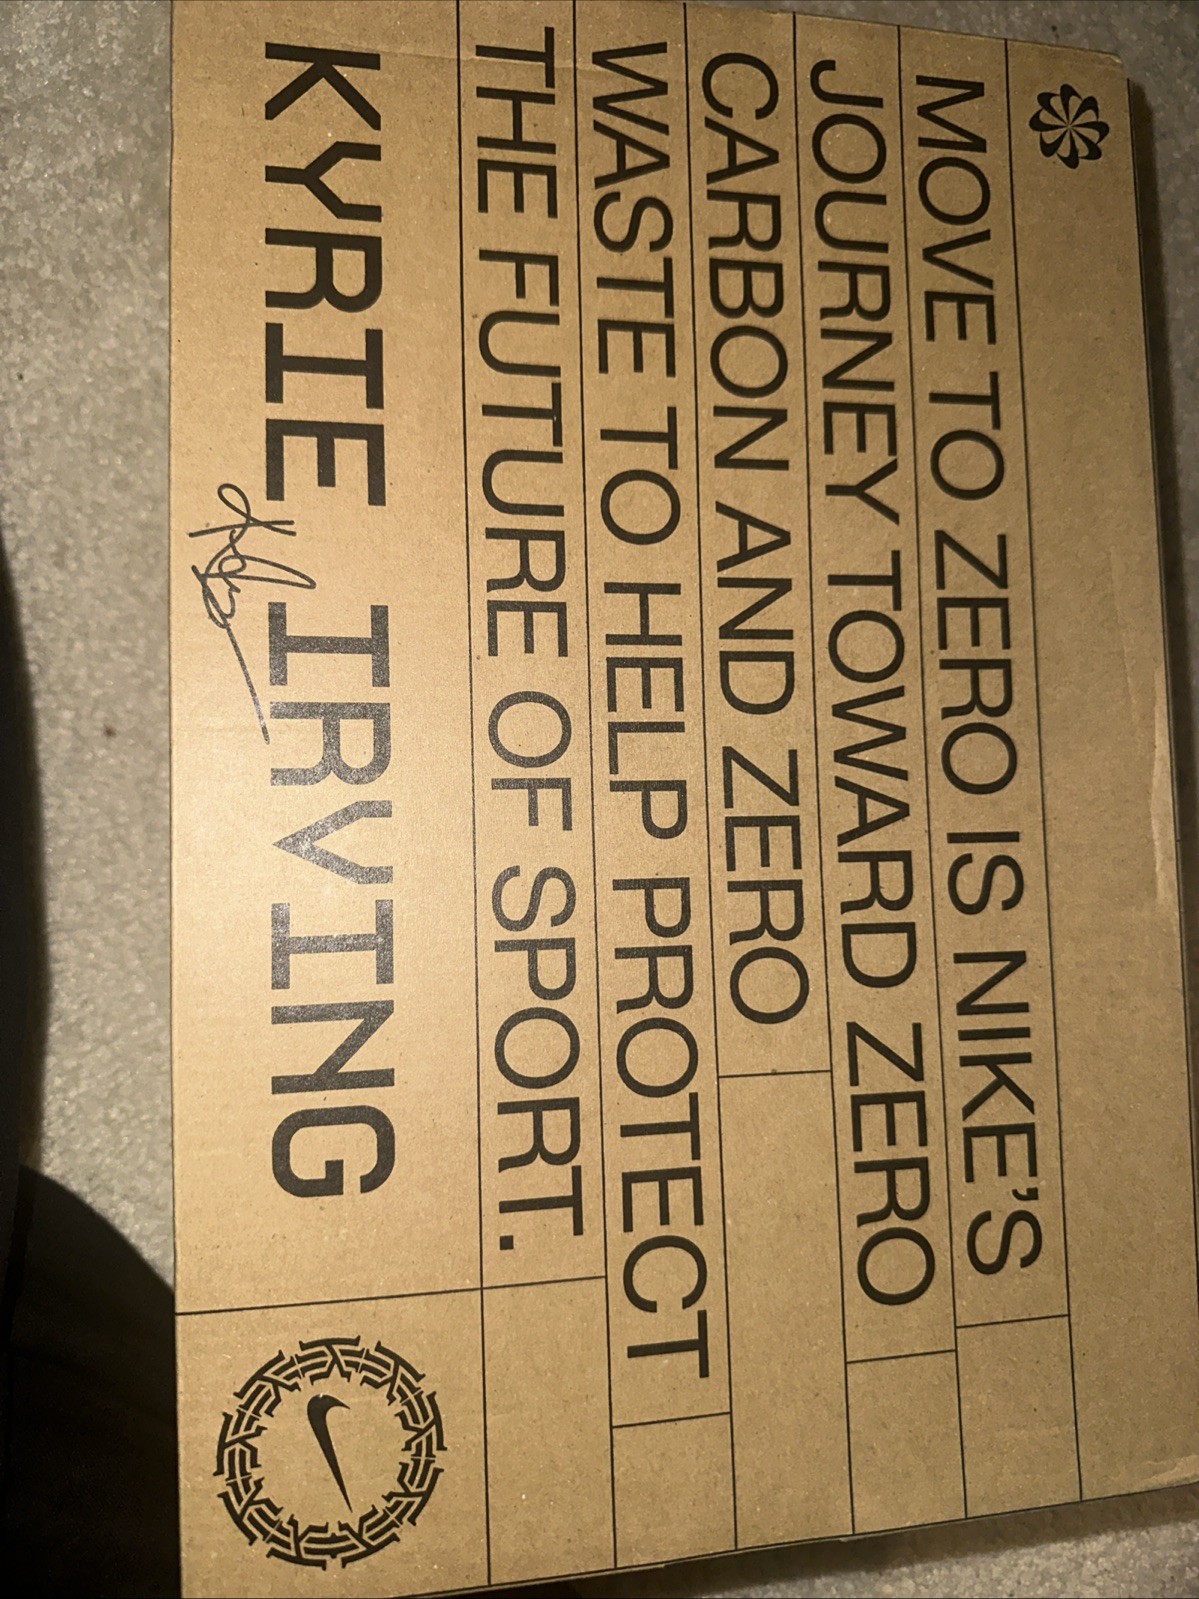 MOVE TO ZERO IS NIKE'S
JOURNEY TOWARD ZERO
CARBON AND ZERO
WASTE TO HELP PROTECT
THE FUTURE OF SPORT.
KYRIE IRVING